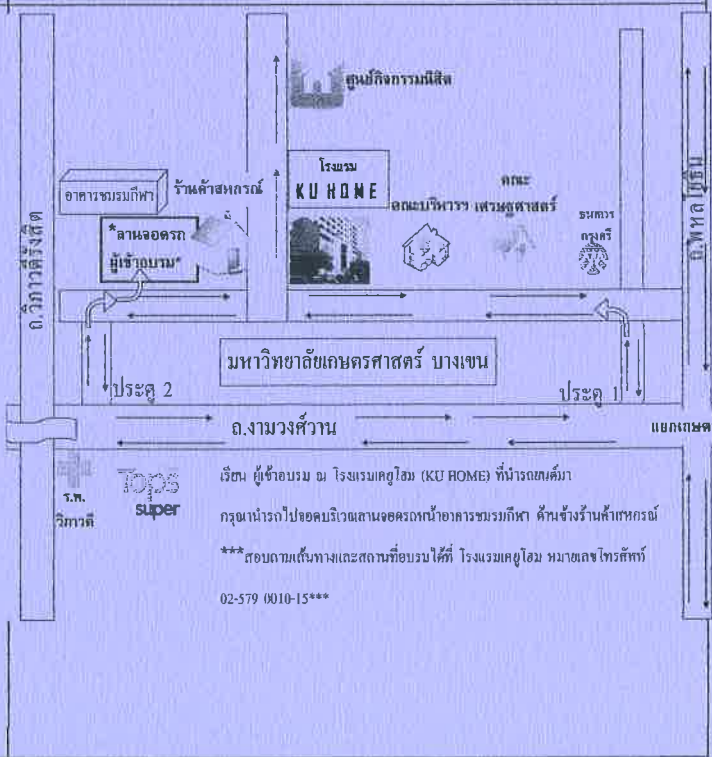 ศูนย์กิจกรรมนิสิต
โรงแรม
KU HOME
อาคารชมรมกีฬา
ร้านค้าสหกรณ์
คณะบริหารฯ
คณะ
เศรษฐศาสตร์
ธนาคาร
กรุงศรี
*ลานจอดรถ
ผู้เข้าอบรม*
ถ.วิภาวดีรังสิต
ถ.พหลโยธิน
มหาวิทยาลัยเกษตรศาสตร์ บางเขน
ประตู 2
ประตู 1
ถ.งามวงศ์วาน
แยกเกษตร
ร.พ.
วิภาวดี
Tops
super
เรียน ผู้เข้าอบรม ณ โรงแรมเคยูโฮม (KU HOME) ที่นำรถยนต์มา
กรุณานำรถไปจอดบริเวณลานจอดรถหน้าอาคารชมรมกีฬา ด้านข้างร้านค้าสหกรณ์
***สอบถามเส้นทางและสถานที่อบรมได้ที่ โรงแรมเคยูโฮม หมายเลขโทรศัพท์
02-579 0010-15***